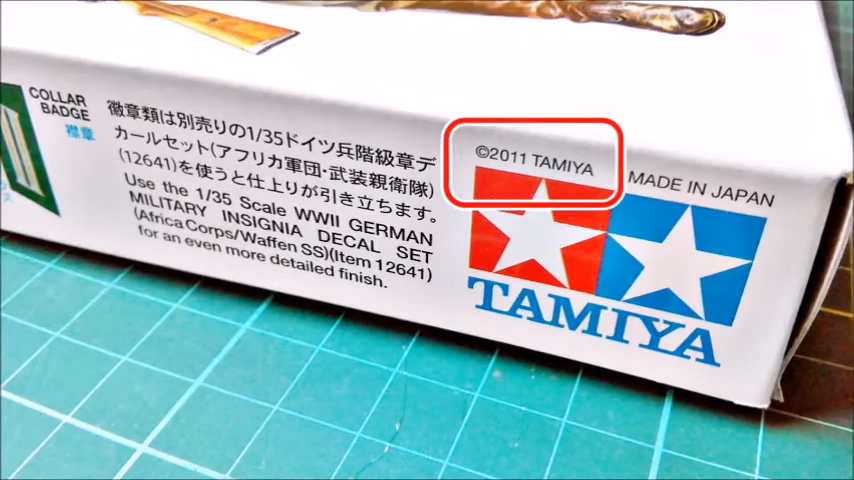 COLLAR
BADGE
襟章
ス
徽章類は別売りの1/35ドイツ兵階級章デ
カールセット(アフリカ軍団・武装親衛隊)
(12641)を使うと仕上りが引き立ちます。
Use the 1/35 Scale WWII GERMAN
MILITARY INSIGNIA DECAL SET
(Africa Corps/Waffen SS)(Item 12641)
for an even more detailed finish.
©2011 TAMIYA
MADE IN JAPAN
TAMIYA